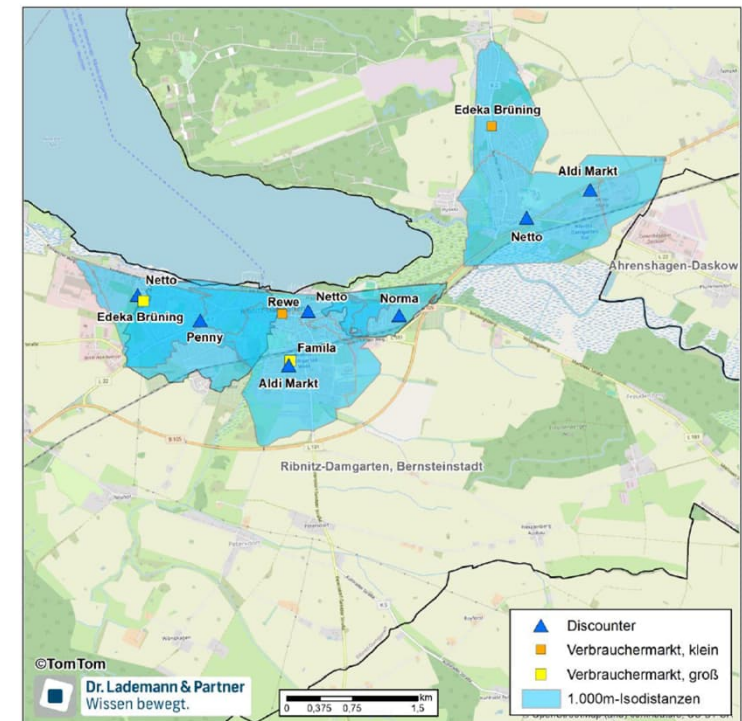 Edeka Brüning
Aldi Markt
Netto
Ahrenshagen-Daskow
Netto
Rewe
Netto
Norma
Edeka Brüning
Penny
Famila
Aldi Markt
Ribnitz-Damgarten, Bernsteinstadt
Discounter
Verbrauchermarkt, klein
Verbrauchermarkt, groß
1.000m-Isodistanzen
©TomTom
Dr. Lademann & Partner
Wissen bewegt.
km
0 0,375 0,75 1,5